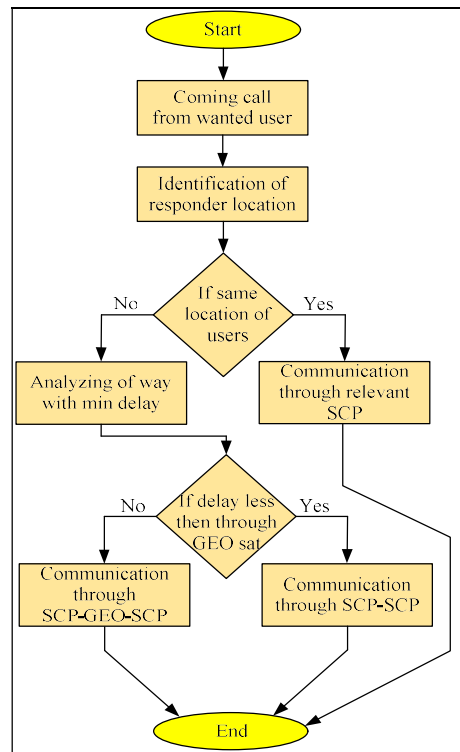 Start
Coming call
from wanted user
Identification of
responder location
If same
location of
users
No
Yes
Analyzing of way
with min delay
Communication
through relevant
SCP
If delay less
then through
GEO sat
No
Yes
Communication
through
SCP-GEO-SCP
Communication
through SCP-SCP
End